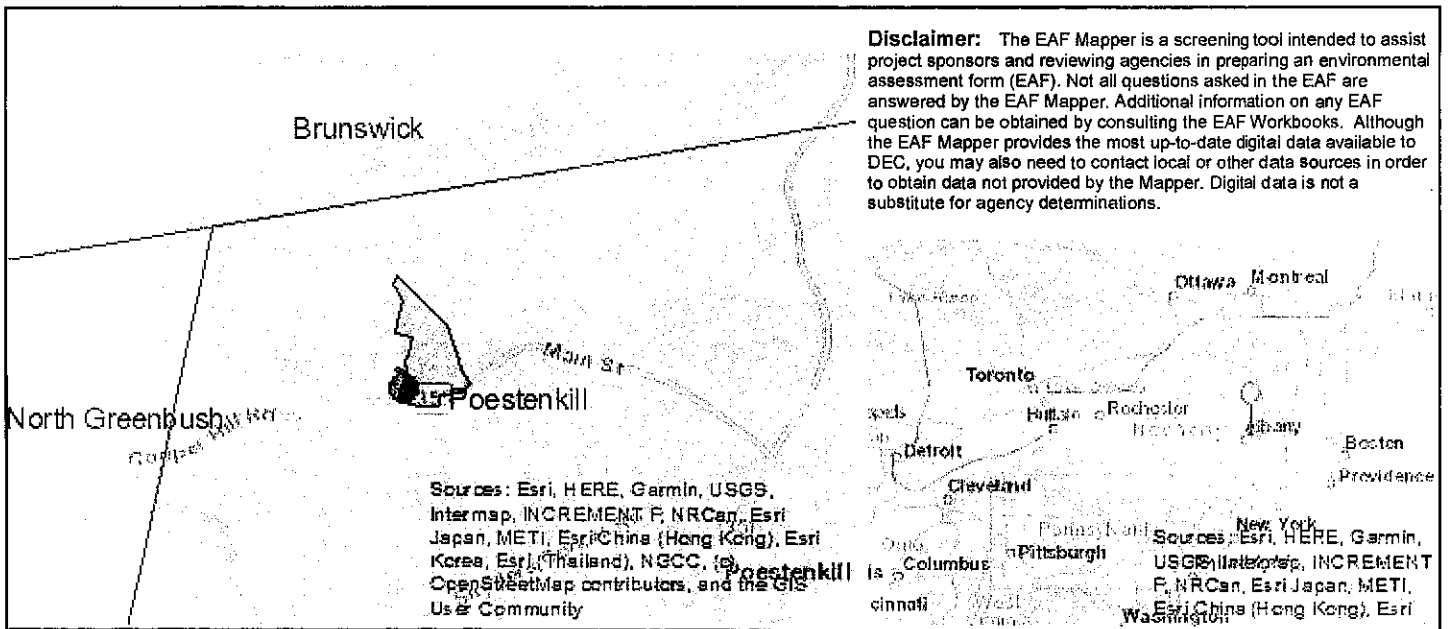 Disclaimer: The EAF Mapper is a screening tool intended to assist
project sponsors and reviewing agencies in preparing an environmental
assessment form (EAF). Not all questions asked in the EAF are
answered by the EAF Mapper. Additional information on any EAF
question can be obtained by consulting the EAF Workbooks. Although
the EAF Mapper provides the most up-to-date digital data available to
DEC, you may also need to contact local or other data sources in order
to obtain data not provided by the Mapper. Digital data is not a
substitute for agency determinations.
Brunswick
Main St
Poestenkill
North Greenbush
Cooper Hill Rd
Sources: Esri, HERE, Garmin, USGS,
Intermap, INCREMENT P, NRCan, Esri
Japan, METI, Esri China (Hong Kong), Esri
Korea, Esri (Thailand), NGCC, (c)
OpenStreetMap contributors, and the GIS
User Community
Poestenkill
Ottawa
Montreal
Toronto
Buffalo
Rochester
Albany
Boston
Detroit
Providence
Cleveland
New York
Pittsburgh
Columbus
is
cinnati
Washington
Sources: Esri, HERE, Garmin,
USGS, Intermap, INCREMENT
P, NRCan, Esri Japan, METI,
Esri China (Hong Kong), Esri